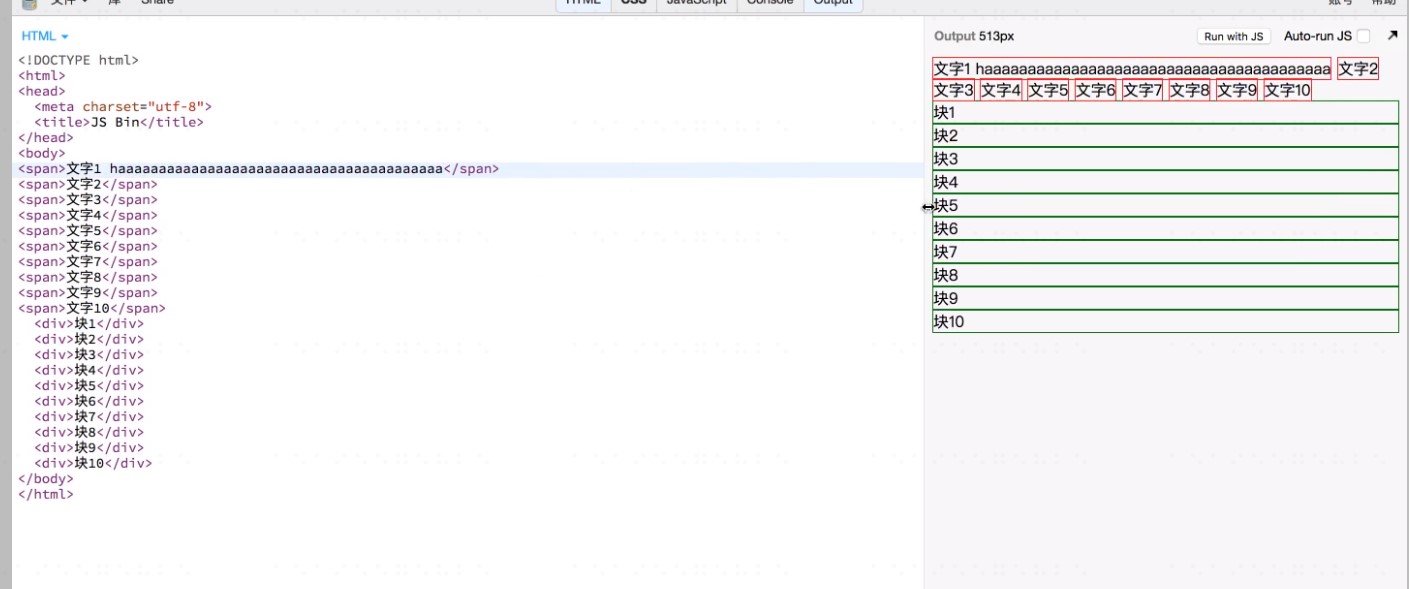 文件 库 Share HTML CSS JavaScript Console Output 账号 帮助
HTML
Output 513px Run with JS Auto-run JS
<!DOCTYPE html>
<html>
<head>
<meta charset="utf-8">
<title>JS Bin</title>
</head>
<body>
<span>文字1 haaaaaaaaaaaaaaaaaaaaaaaaaaaaaaaaaaaaaaaa</span>
<span>文字2</span>
<span>文字3</span>
<span>文字4</span>
<span>文字5</span>
<span>文字6</span>
<span>文字7</span>
<span>文字8</span>
<span>文字9</span>
<span>文字10</span>
<div>块1</div>
<div>块2</div>
<div>块3</div>
<div>块4</div>
<div>块5</div>
<div>块6</div>
<div>块7</div>
<div>块8</div>
<div>块9</div>
<div>块10</div>
</body>
</html>
文字1 haaaaaaaaaaaaaaaaaaaaaaaaaaaaaaaaaaaaaaaa 文字2
文字3 文字4 文字5 文字6 文字7 文字8 文字9 文字10
块1
块2
块3
块4
块5
块6
块7
块8
块9
块10